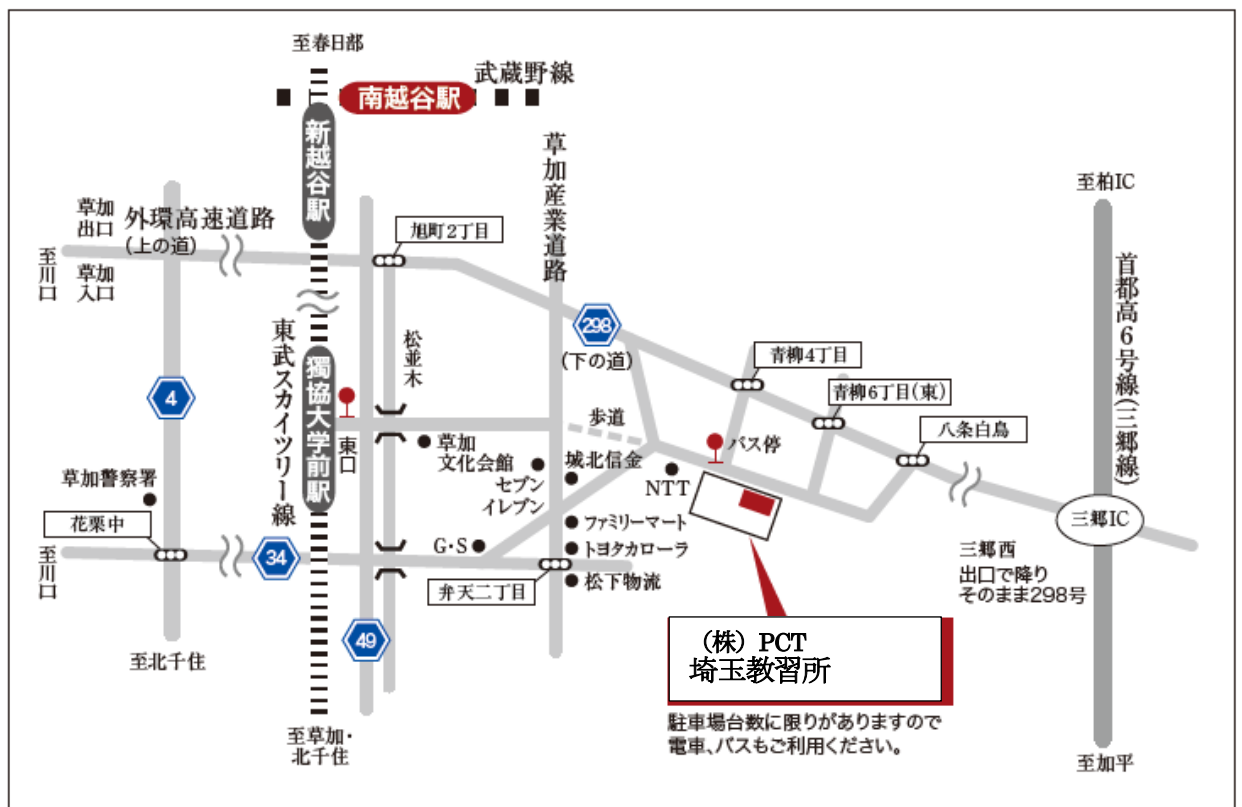 至春日部
武蔵野線
南越谷駅
新越谷駅
草加産業道路
至柏IC
草加
出口
外環高速道路
(上の道)
旭町2丁目
至川口
草加
入口
首都高6号線(三郷線)
298
(下の道)
東武スカイツリー線
松並木
青柳4丁目
獨協大学前駅
4
青柳6丁目(東)
歩道
八条白鳥
東口
草加
文化会館
バス停
城北信金
セブン
イレブン
NTT
草加警察署
花栗中
ファミリーマート
三郷IC
34
G・S
トヨタカローラ
至川口
三郷西
出口で降り
そのまま298号
弁天二丁目
松下物流
49
(株) PCT
埼玉教習所
至北千住
駐車場台数に限りがありますので
電車、バスもご利用ください。
至草加・
北千住
至加平